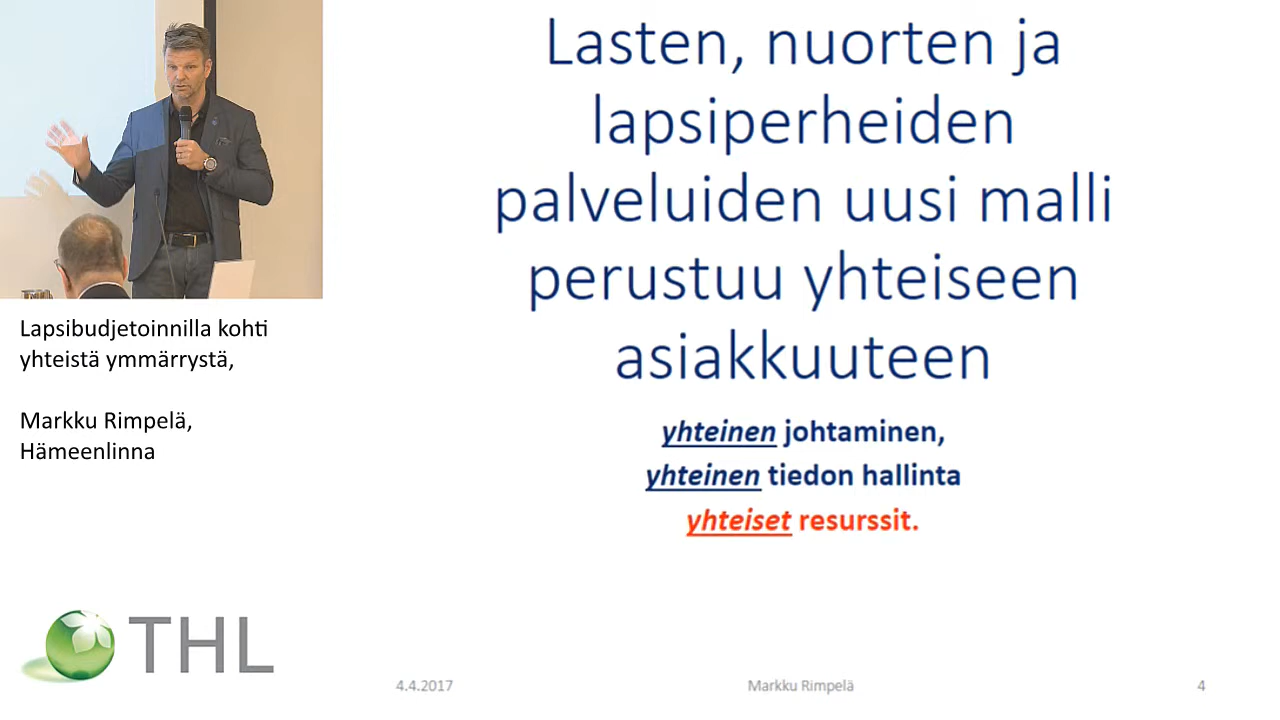 Lasten, nuorten ja
lapsiperheiden
palveluiden uusi malli
perustuu yhteiseen
asiakkuuteen
yhteinen johtaminen,
yhteinen tiedon hallinta
yhteiset resurssit.
Lapsibudjetoinnilla kohti
yhteistä ymmärrystä,
Markku Rimpelä,
Hämeenlinna
THL
4.4.2017
Markku Rimpelä
4